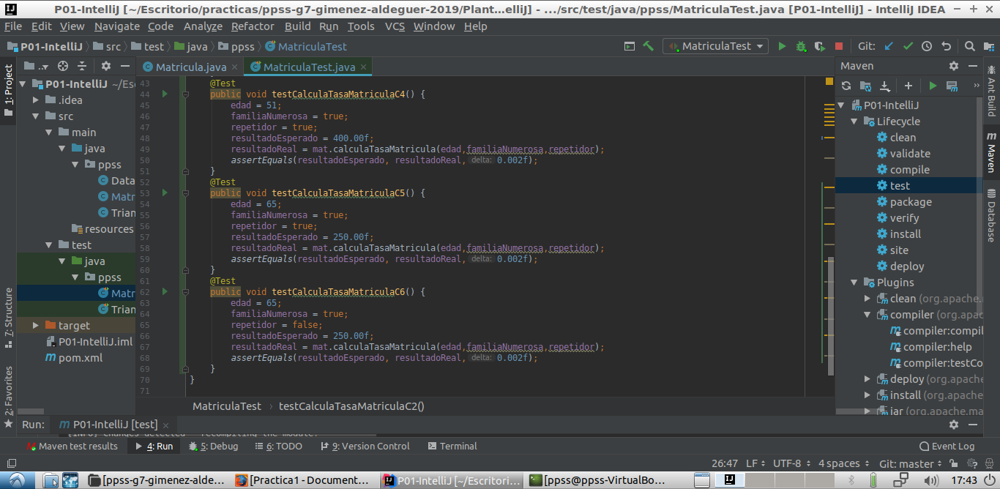 P01-IntelliJ [~/Escritorio/practicas/ppss-g7-gimenez-aldeguer-2019/Plant…elliJ] - .../src/test/java/ppss/MatriculaTest.java [P01-IntelliJ] - IntelliJ IDEA
File Edit View Navigate Code Analyze Refactor Build Run Tools VCS Window Help
P01-IntelliJ src test java ppss MatriculaTest MatriculaTest Git:
1: Project
7: Structure
2: Favorites
P01-IntelliJ ~/Es
.idea
src
main
java
ppss
Data
Matr
Trian
resources
test
java
ppss
Matr
Trian
target
P01-IntelliJ.iml
pom.xml
Matricula.java MatriculaTest.java
43 @Test
44 public void testCalculaTasaMatriculaC4() {
45 edad = 51;
46 familiaNumerosa = true;
47 repetidor = true;
48 resultadoEsperado = 400.00f;
49 resultadoReal = mat.calculaTasaMatricula(edad,familiaNumerosa,repetidor);
50 assertEquals(resultadoEsperado, resultadoReal, delta: 0.002f);
51 }
52 @Test
53 public void testCalculaTasaMatriculaC5() {
54 edad = 65;
55 familiaNumerosa = true;
56 repetidor = true;
57 resultadoEsperado = 250.00f;
58 resultadoReal = mat.calculaTasaMatricula(edad,familiaNumerosa,repetidor);
59 assertEquals(resultadoEsperado, resultadoReal, delta: 0.002f);
60 }
61 @Test
62 public void testCalculaTasaMatriculaC6() {
63 edad = 65;
64 familiaNumerosa = true;
65 repetidor = false;
66 resultadoEsperado = 250.00f;
67 resultadoReal = mat.calculaTasaMatricula(edad,familiaNumerosa,repetidor);
68 assertEquals(resultadoEsperado, resultadoReal, delta: 0.002f);
69 }
70 }
71
MatriculaTest › testCalculaTasaMatriculaC2()
Maven
P01-IntelliJ
Lifecycle
clean
validate
compile
test
package
verify
install
site
deploy
Plugins
clean (org.apache.
compiler (org.apac
compiler:compil
compiler:help
compiler:testCo
deploy (org.apache
install (org.apache
jar (org.apache.ma
Ant Build
Maven
Database
Run: P01-IntelliJ [test]
[INFO] Changes detected - recompiling the module!
Maven test results 4: Run 5: Debug 6: TODO 9: Version Control Terminal Event Log
26:47 LF UTF-8 4 spaces Git: master
[ppss-g7-gimenez-alde... [Practica1 - Document... P01-IntelliJ [~/Escritorio... [ppss@ppss-VirtualBo... 17:43